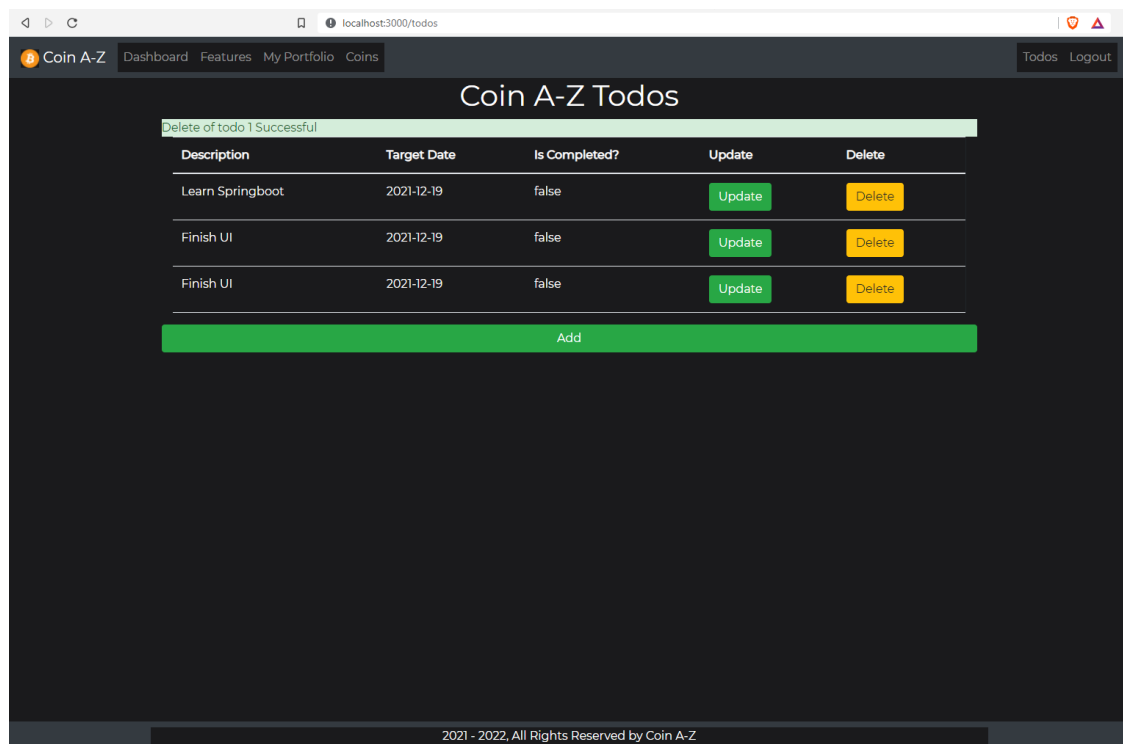 localhost:3000/todos
Coin A-Z Dashboard Features My Portfolio Coins Todos Logout
Coin A-Z Todos
Delete of todo 1 Successful
Description Target Date Is Completed? Update Delete
Learn Springboot 2021-12-19 false Update Delete
Finish UI 2021-12-19 false Update Delete
Finish UI 2021-12-19 false Update Delete
Add
2021 - 2022, All Rights Reserved by Coin A-Z